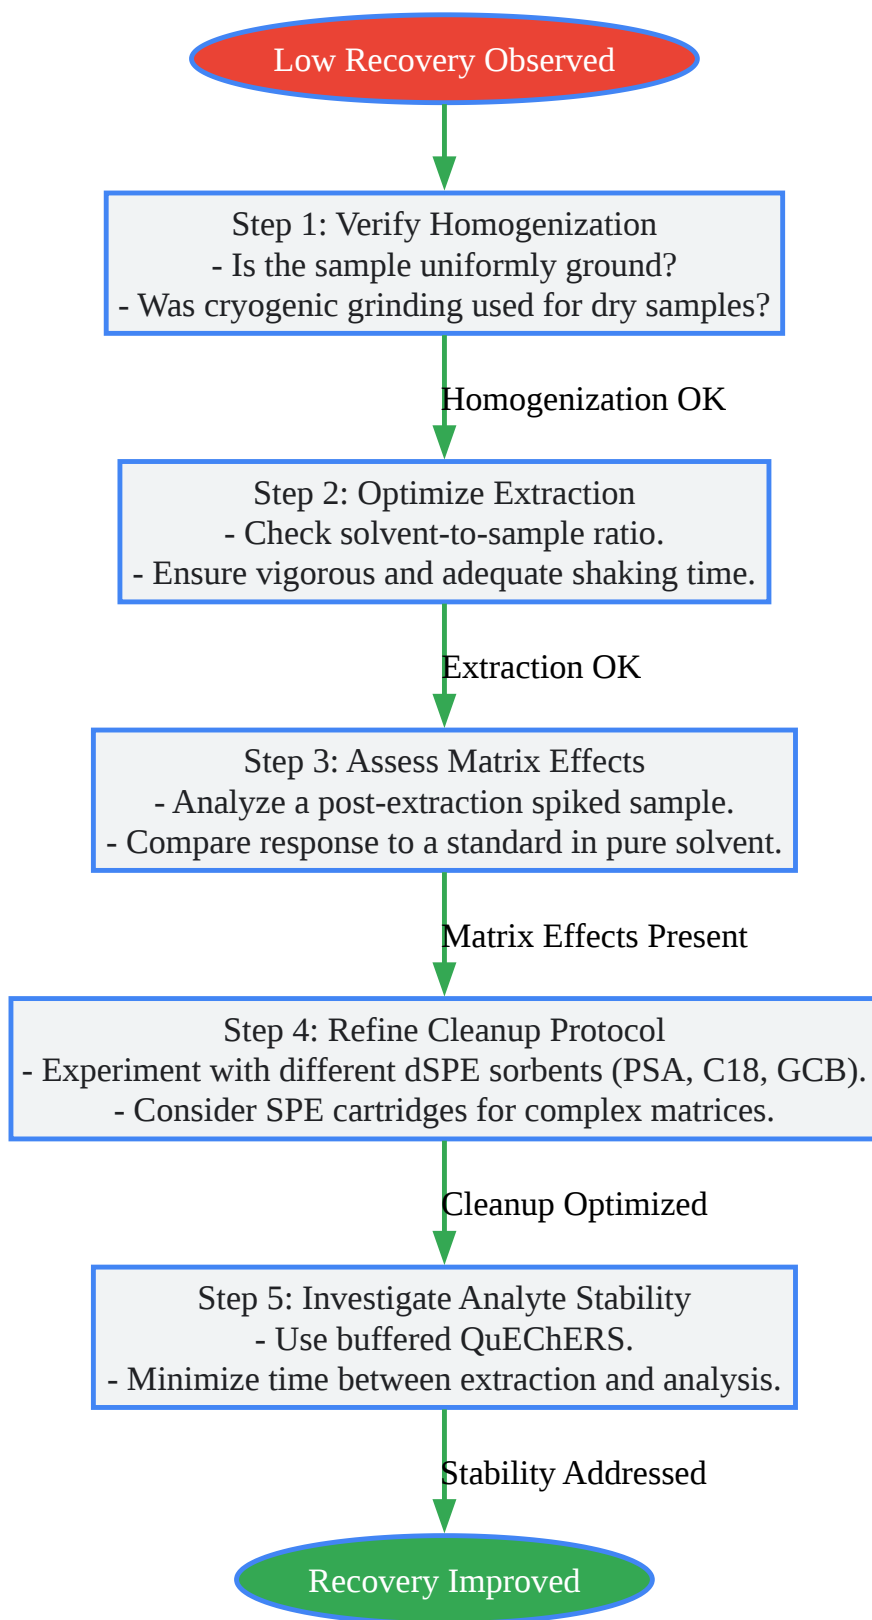 Low Recovery Observed
Step 1: Verify Homogenization
- Is the sample uniformly ground?
- Was cryogenic grinding used for dry samples?
Homogenization OK
Step 2: Optimize Extraction
- Check solvent-to-sample ratio.
- Ensure vigorous and adequate shaking time.
Extraction OK
Step 3: Assess Matrix Effects
- Analyze a post-extraction spiked sample.
- Compare response to a standard in pure solvent.
Matrix Effects Present
Step 4: Refine Cleanup Protocol
- Experiment with different dSPE sorbents (PSA, C18, GCB).
- Consider SPE cartridges for complex matrices.
Cleanup Optimized
Step 5: Investigate Analyte Stability
- Use buffered QuEChERS.
- Minimize time between extraction and analysis.
Stability Addressed
Recovery Improved